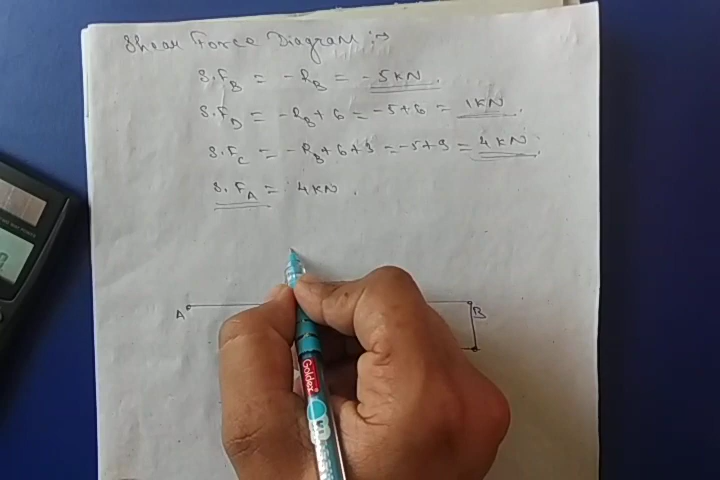 Shear Force Diagram :→
S.F_B = - R_B = - 5 kN.
S.F_D = - R_B + 6 = - 5 + 6 = 1 kN.
S.F_C = - R_B + 6 + 3 = - 5 + 9 = 4 kN.
S.F_A = 4 kN.
A
B
Goldex